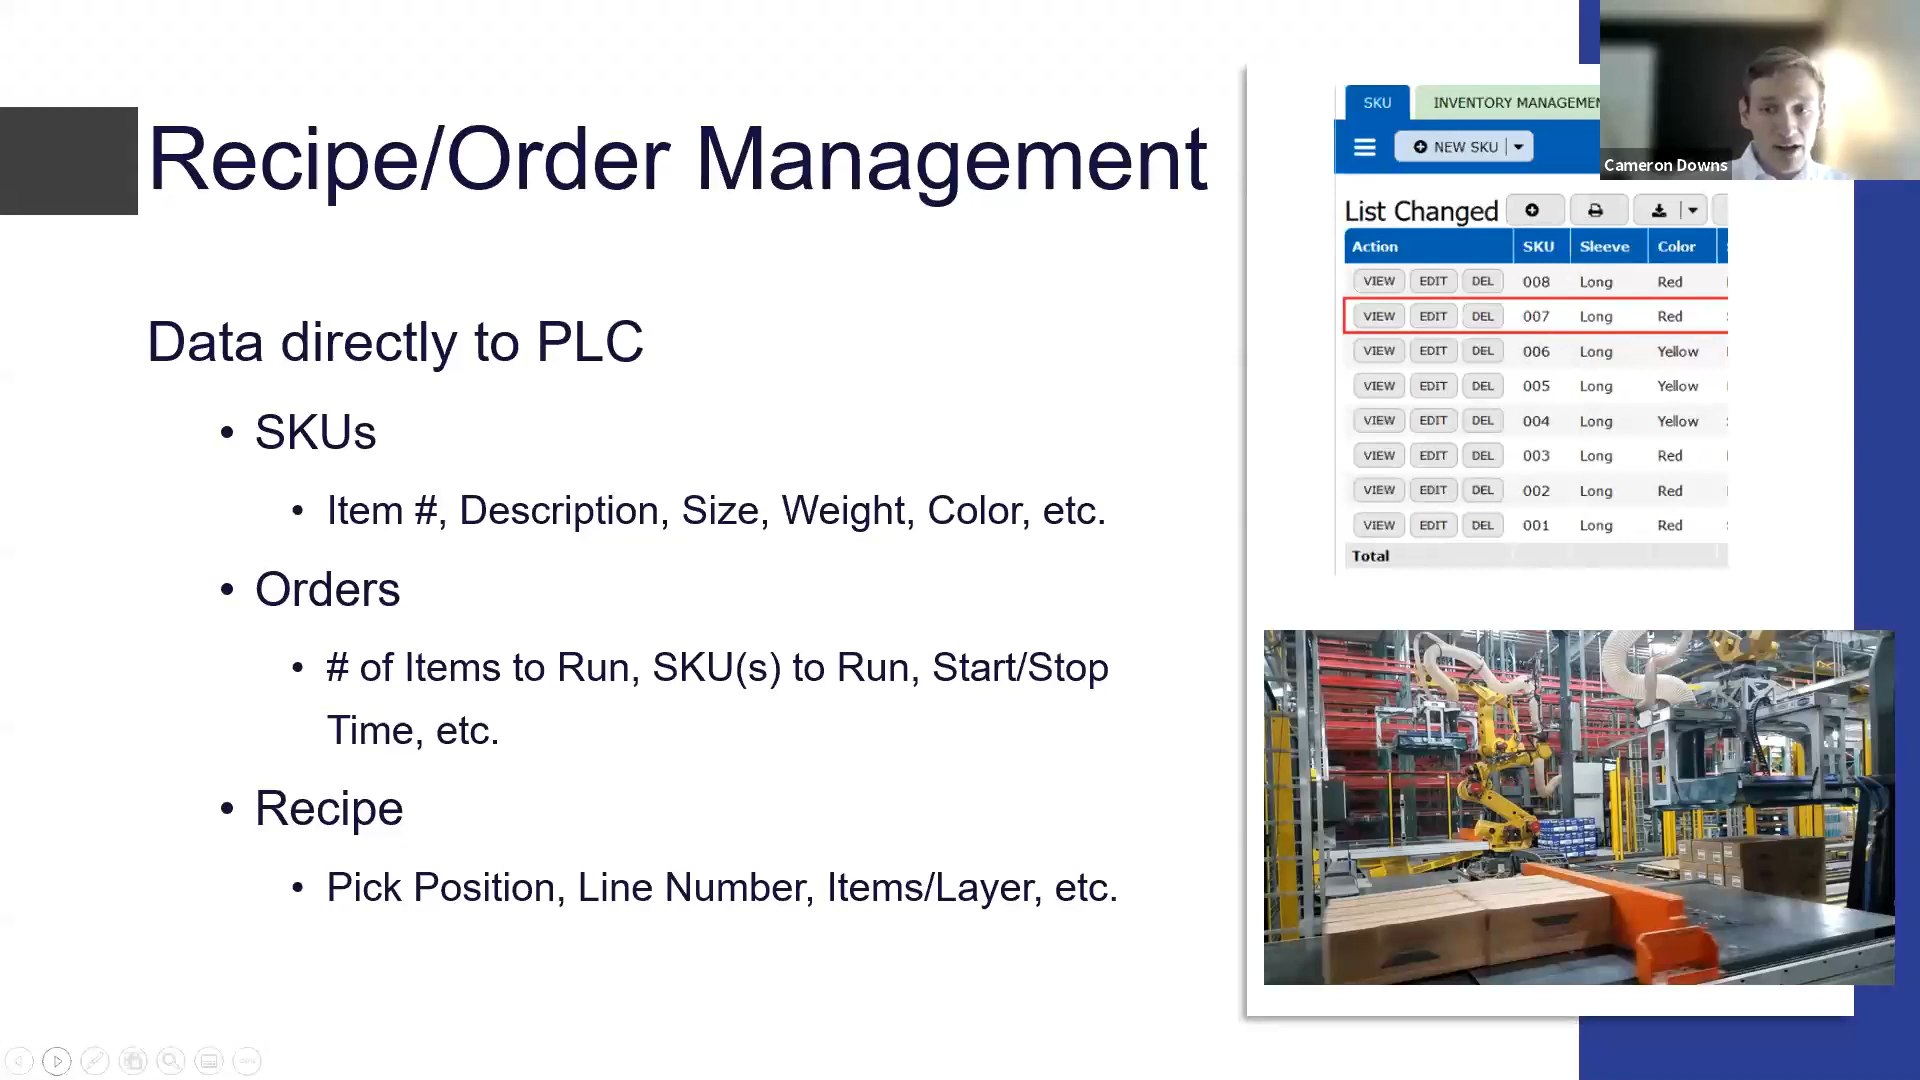 Recipe/Order Management
Data directly to PLC
• SKUs
• Item #, Description, Size, Weight, Color, etc.
• Orders
• # of Items to Run, SKU(s) to Run, Start/Stop
Time, etc.
• Recipe
• Pick Position, Line Number, Items/Layer, etc.
SKU INVENTORY MANAGEMEN
NEW SKU
List Changed
Action SKU Sleeve Color
VIEW EDIT DEL 008 Long Red
VIEW EDIT DEL 007 Long Red
VIEW EDIT DEL 006 Long Yellow
VIEW EDIT DEL 005 Long Yellow
VIEW EDIT DEL 004 Long Yellow
VIEW EDIT DEL 003 Long Red
VIEW EDIT DEL 002 Long Red
VIEW EDIT DEL 001 Long Red
Total
Cameron Downs